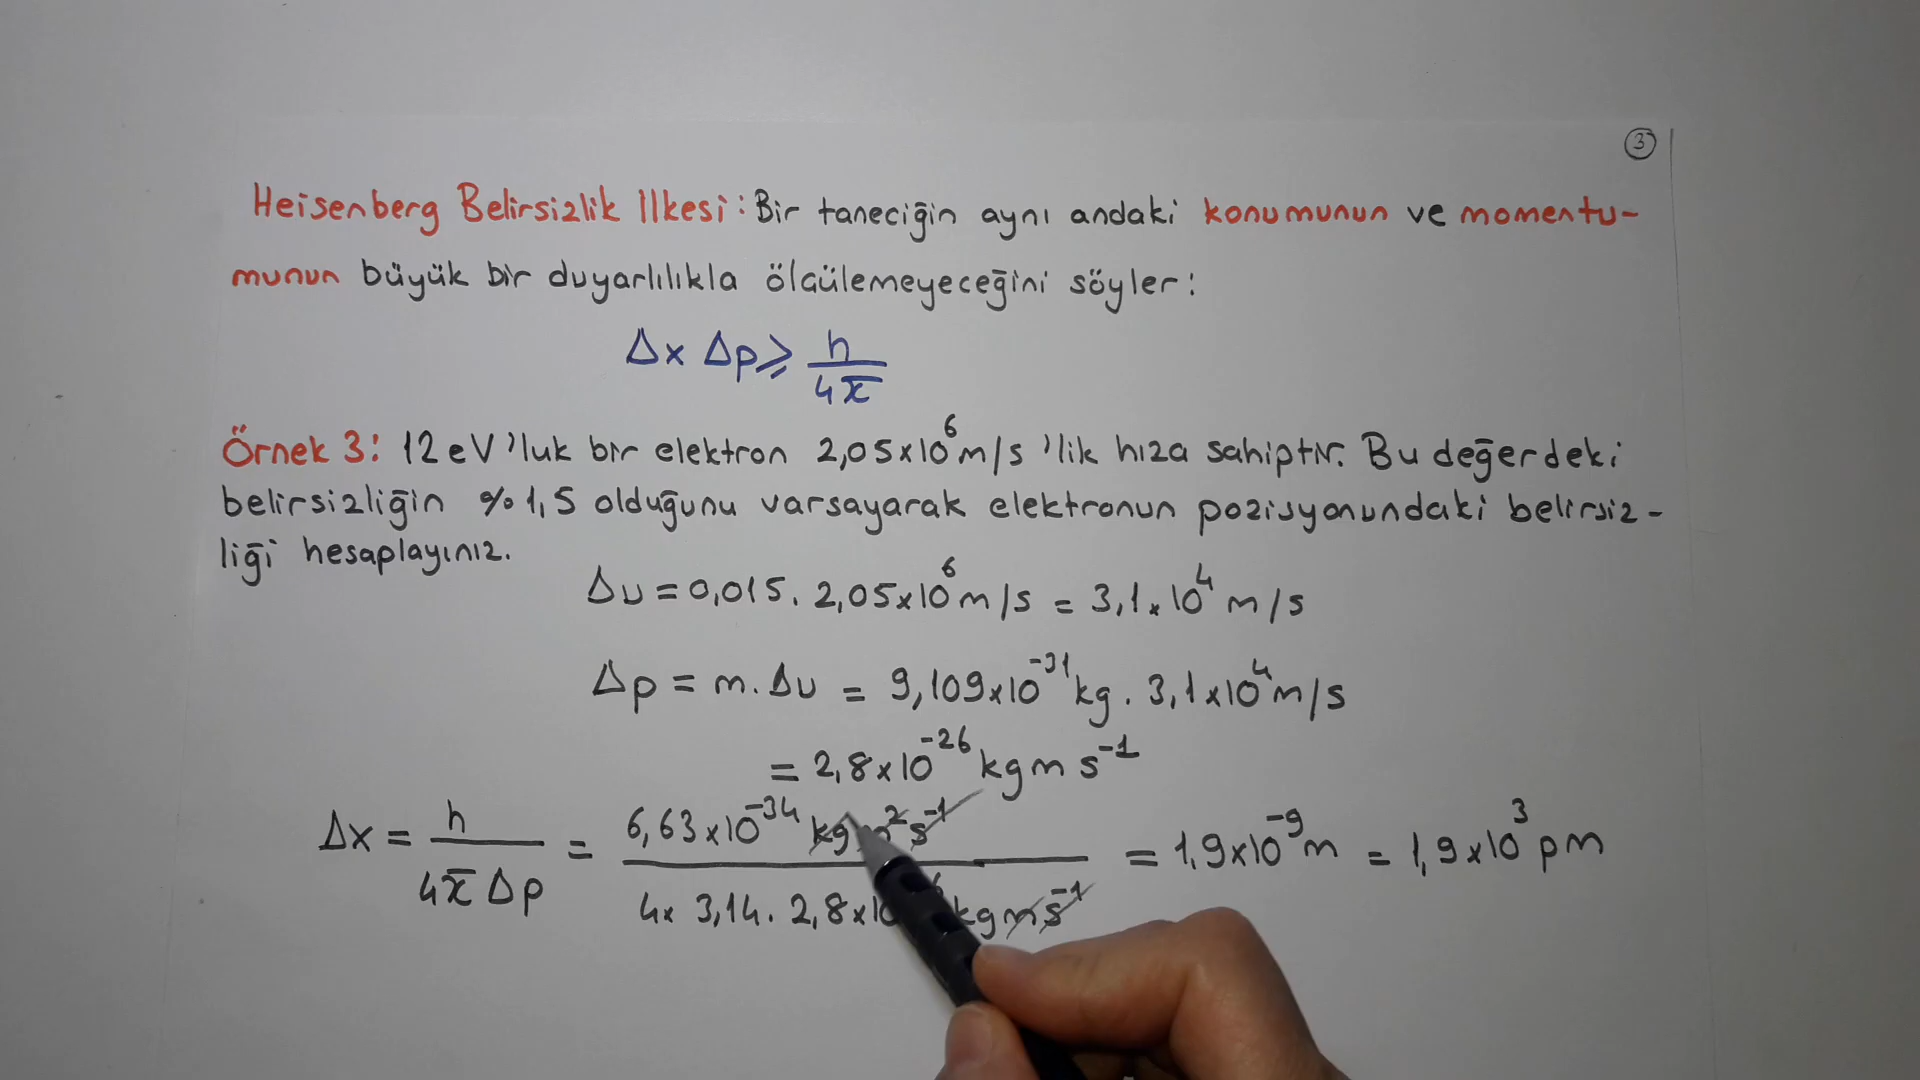 3
Heisenberg Belirsizlik İlkesi: Bir taneciğin aynı andaki konumunun ve momentu-
munun büyük bir duyarlılıkla ölçülemeyeceğini söyler:
Δx Δp ≥ h/4π
Örnek 3: 12 eV'luk bir elektron 2,05x10⁶ m/s 'lik hıza sahiptir. Bu değerdeki
belirsizliğin %1,5 olduğunu varsayarak elektronun pozisyonundaki belirsiz-
liği hesaplayınız.
Δu = 0,015. 2,05x10⁶ m/s = 3,1x10⁴ m/s
Δp = m.Δu = 9,109x10⁻³¹ kg. 3,1x10⁴ m/s
= 2,8x10⁻²⁶ kgm s⁻¹
Δx = h / 4π Δp = 6,63x10⁻³⁴ kg m² s⁻¹ / 4x 3,14. 2,8x10 kgms⁻¹ = 1,9x10⁻⁹ m = 1,9x10³ pm